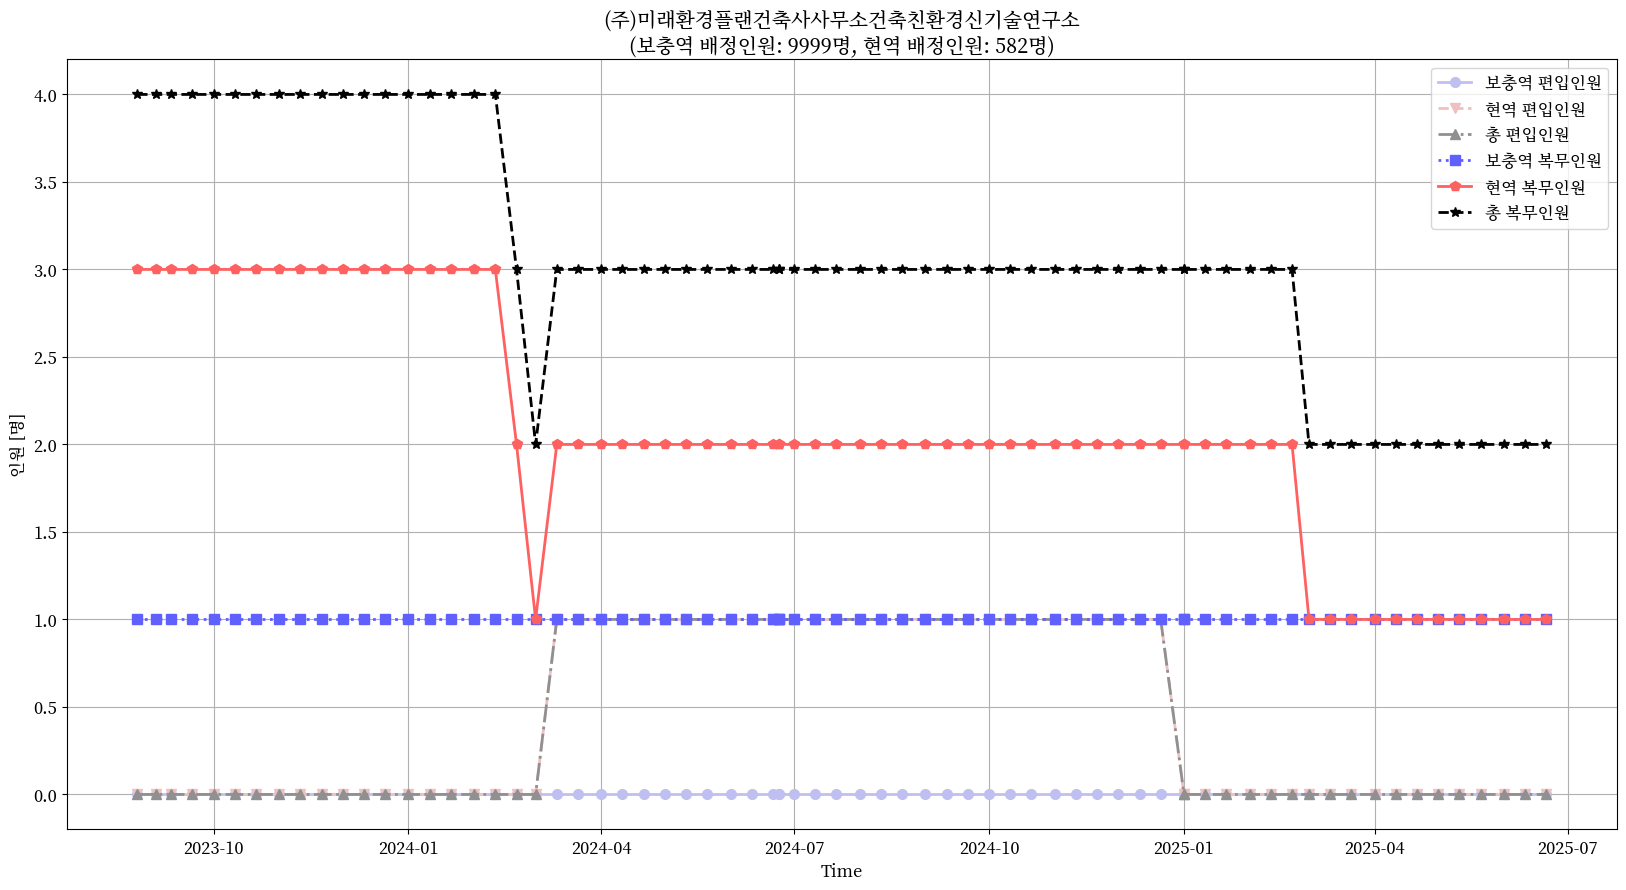 (주)미래환경플랜건축사사무소건축친환경신기술연구소
(보충역 배정인원: 9999명, 현역 배정인원: 582명)
보충역 편입인원
현역 편입인원
총 편입인원
보충역 복무인원
현역 복무인원
총 복무인원
인원 [명]
4.0
3.5
3.0
2.5
2.0
1.5
1.0
0.5
0.0
2023-10 2024-01 2024-04 2024-07 2024-10 2025-01 2025-04 2025-07
Time